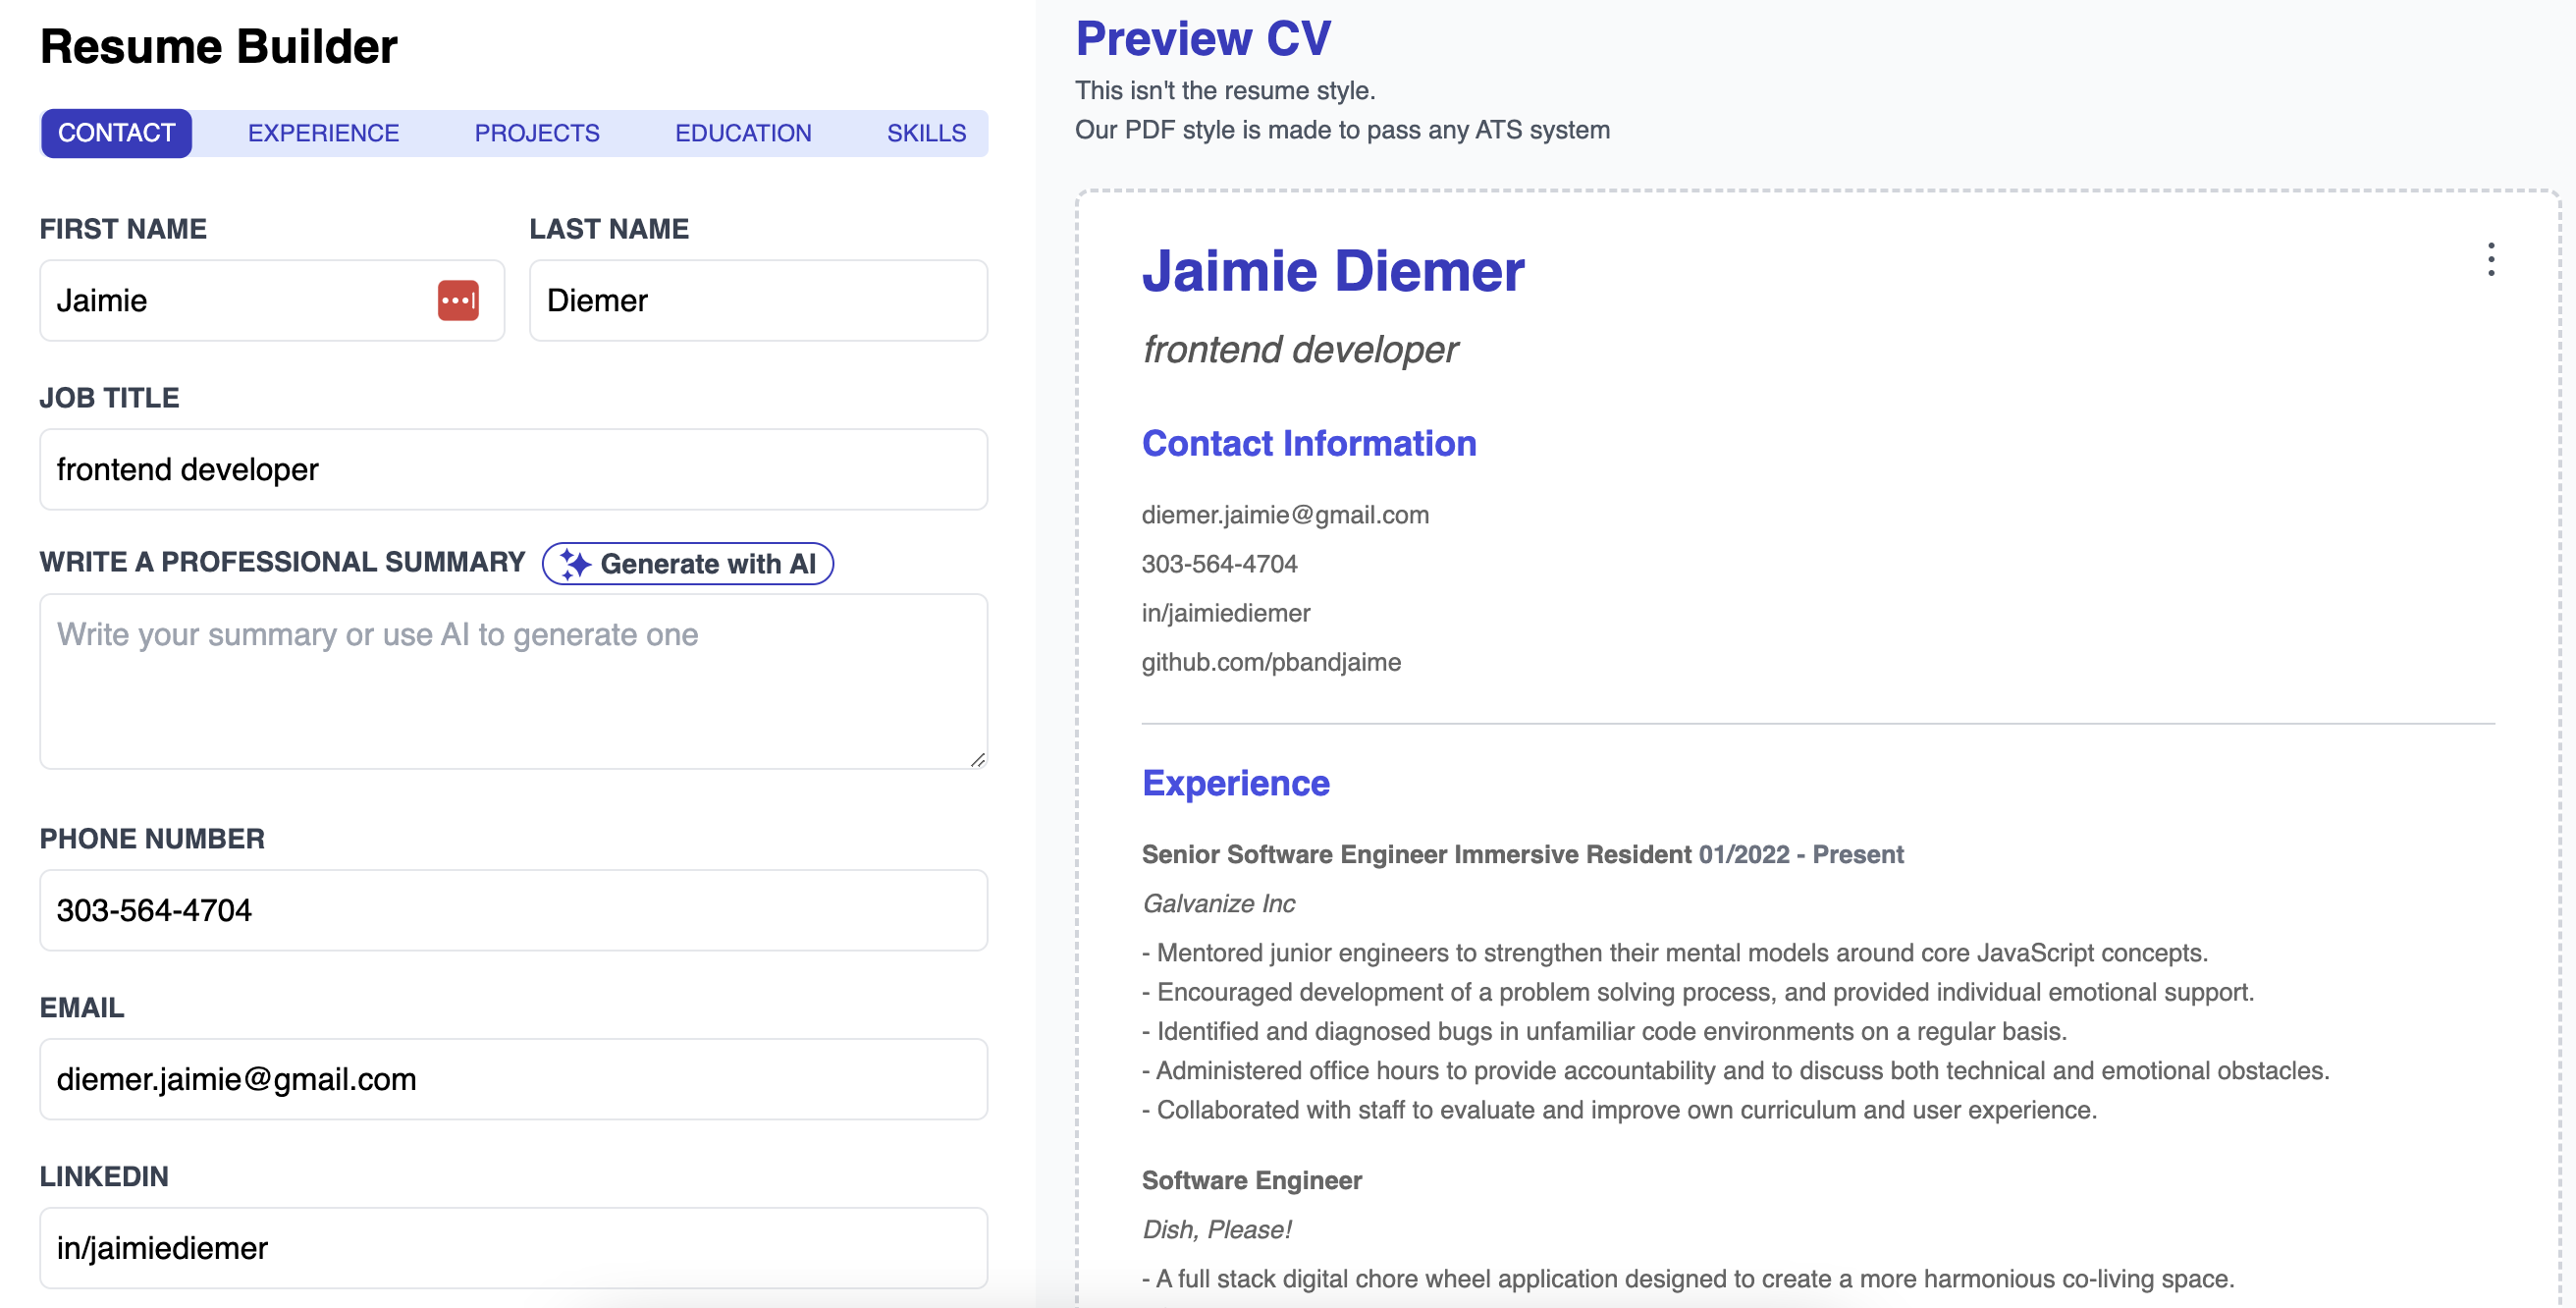 Resume Builder
CONTACT EXPERIENCE PROJECTS EDUCATION SKILLS
FIRST NAME LAST NAME
Jaimie Diemer
JOB TITLE
frontend developer
WRITE A PROFESSIONAL SUMMARY Generate with AI
Write your summary or use AI to generate one
PHONE NUMBER
303-564-4704
EMAIL
diemer.jaimie@gmail.com
LINKEDIN
in/jaimiediemer
Preview CV
This isn't the resume style.
Our PDF style is made to pass any ATS system
Jaimie Diemer
frontend developer
Contact Information
diemer.jaimie@gmail.com
303-564-4704
in/jaimiediemer
github.com/pbandjaime
Experience
Senior Software Engineer Immersive Resident 01/2022 - Present
Galvanize Inc
- Mentored junior engineers to strengthen their mental models around core JavaScript concepts.
- Encouraged development of a problem solving process, and provided individual emotional support.
- Identified and diagnosed bugs in unfamiliar code environments on a regular basis.
- Administered office hours to provide accountability and to discuss both technical and emotional obstacles.
- Collaborated with staff to evaluate and improve own curriculum and user experience.
Software Engineer
Dish, Please!
- A full stack digital chore wheel application designed to create a more harmonious co-living space.